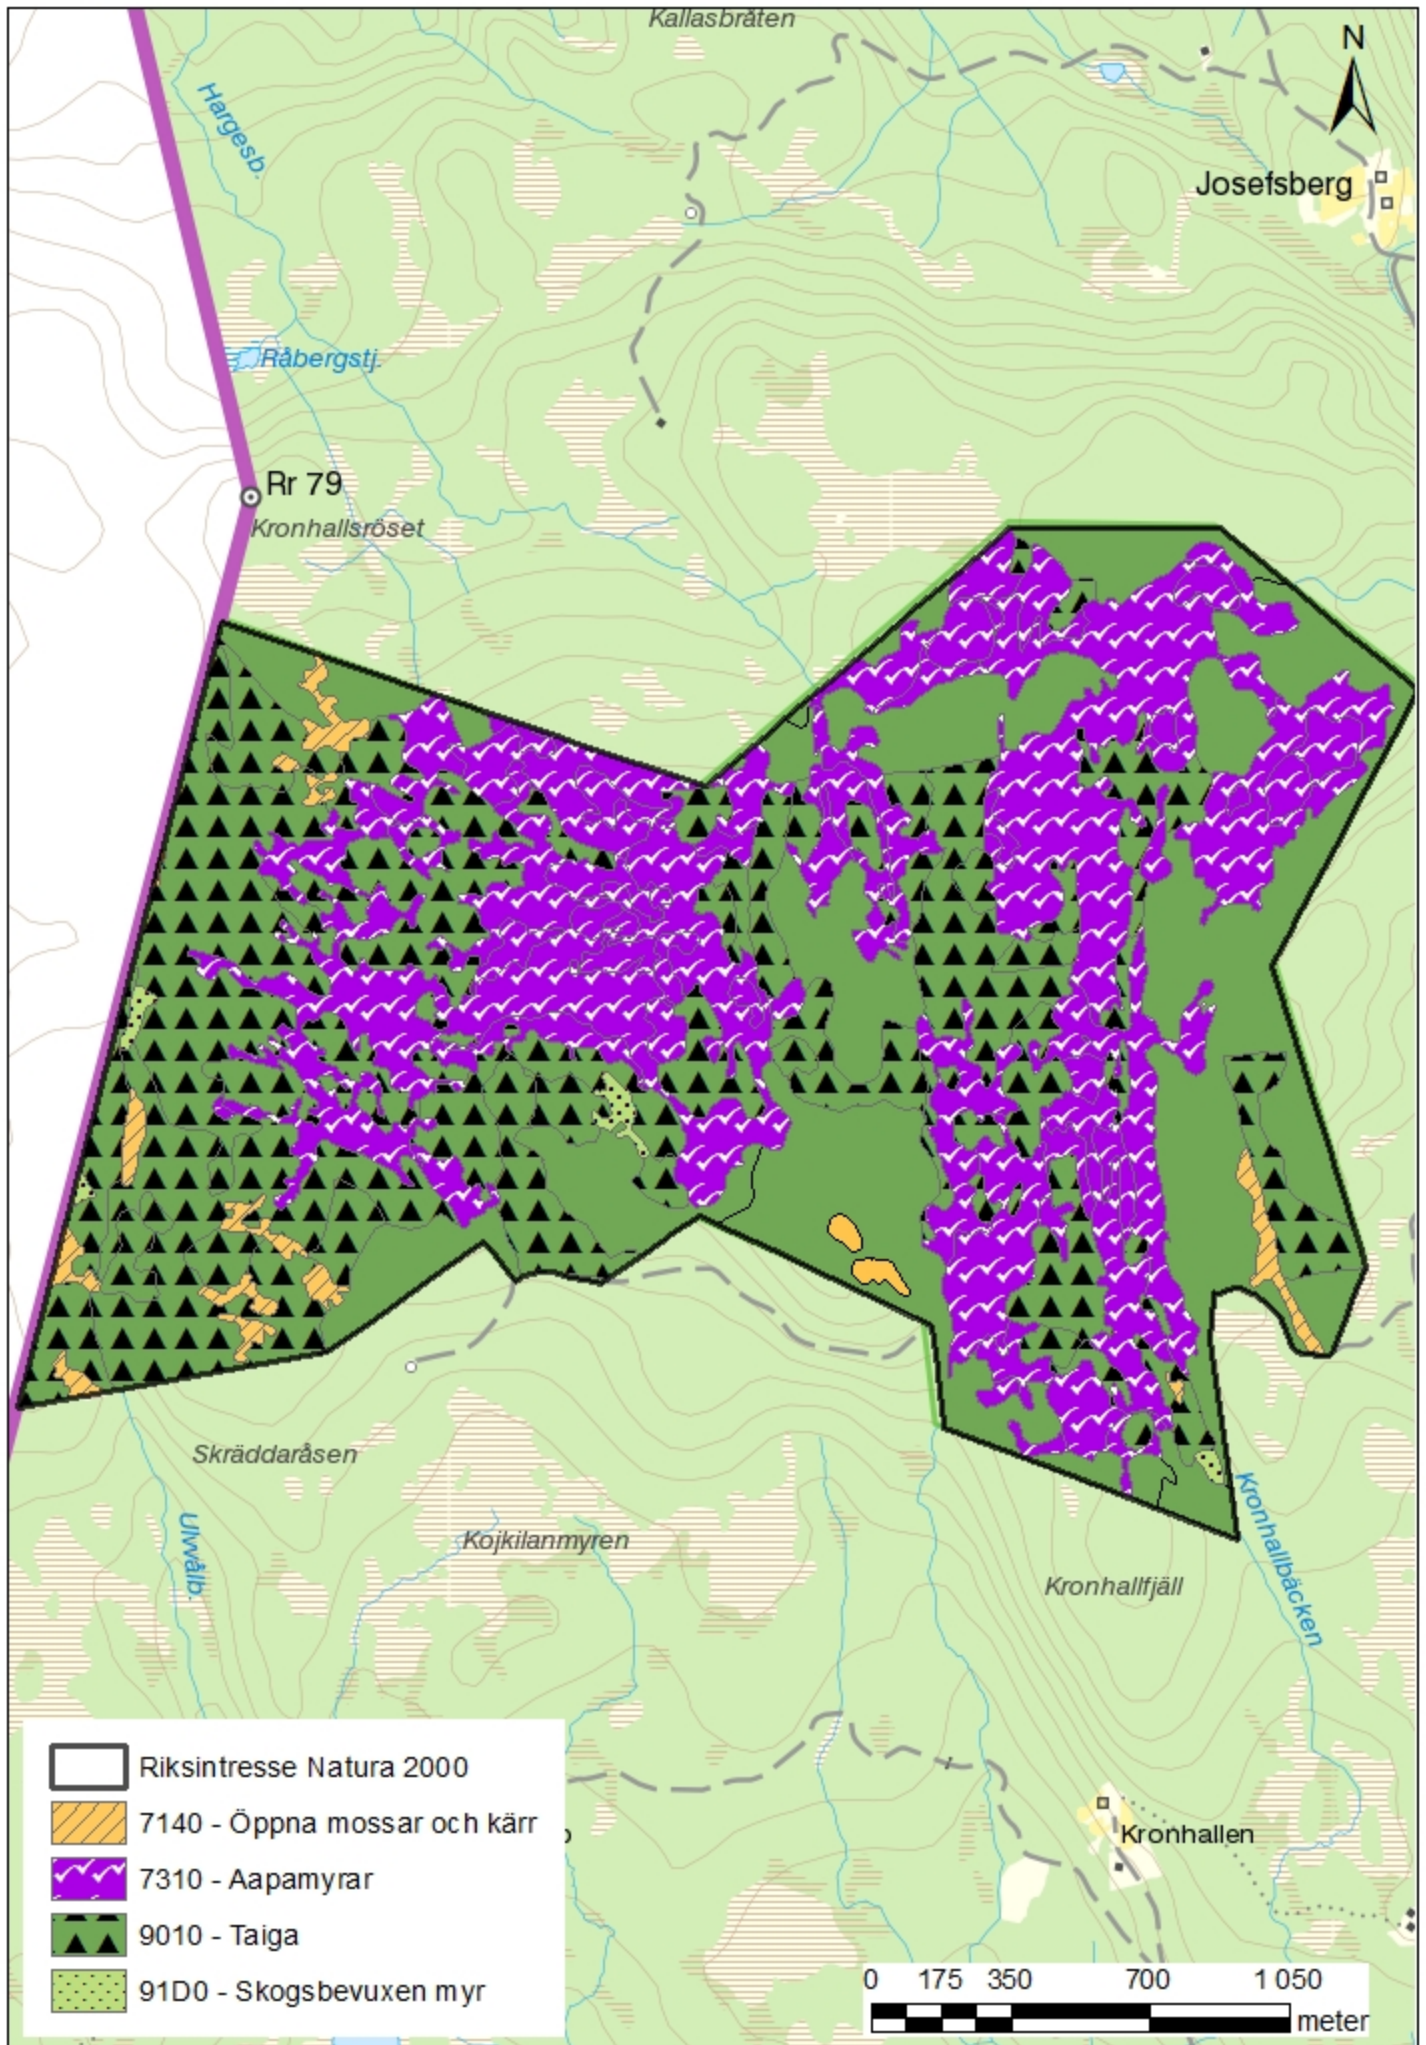 Kallasbråten
N
Hargesb.
Josefsberg
Råbergstj.
Rr 79
Kronhallsröset
Skräddaråsen
Ulvvålb.
Kojkilanmyren
Kronhallfjäll
Kronhallbäcken
Kronhallen
Riksintresse Natura 2000
7140 - Öppna mossar och kärr
7310 - Aapamyrar
9010 - Taiga
91D0 - Skogsbevuxen myr
0 175 350 700 1 050
meter